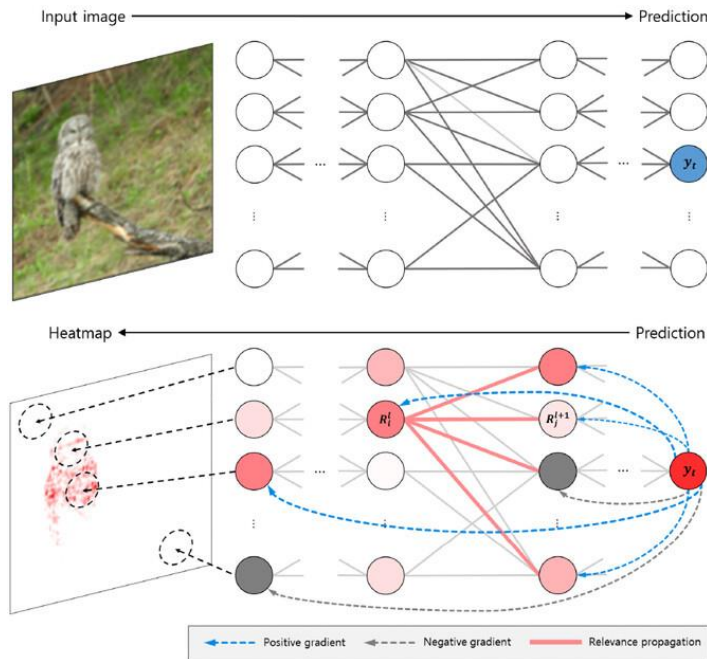 Input image
Prediction
...
...
y_t
⋮
⋮
⋮
⋮
Heatmap
Prediction
R_i^l
R_j^{l+1}
...
...
y_t
⋮
⋮
⋮
⋮
Positive gradient
Negative gradient
Relevance propagation